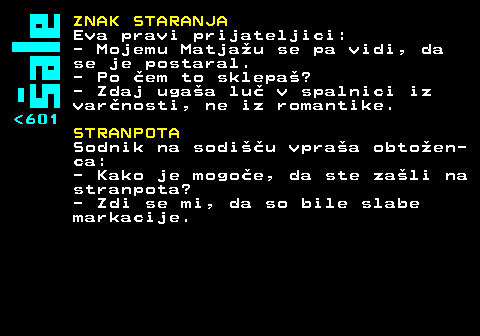 Šale
<601
ZNAK STARANJA
Eva pravi prijateljici:
- Mojemu Matjažu se pa vidi, da
se je postaral.
- Po čem to sklepaš?
- Zdaj ugaša luč v spalnici iz
varčnosti, ne iz romantike.
STRANPOTA
Sodnik na sodišču vpraša obtožen-
ca:
- Kako je mogoče, da ste zašli na
stranpota?
- Zdi se mi, da so bile slabe
markacije.